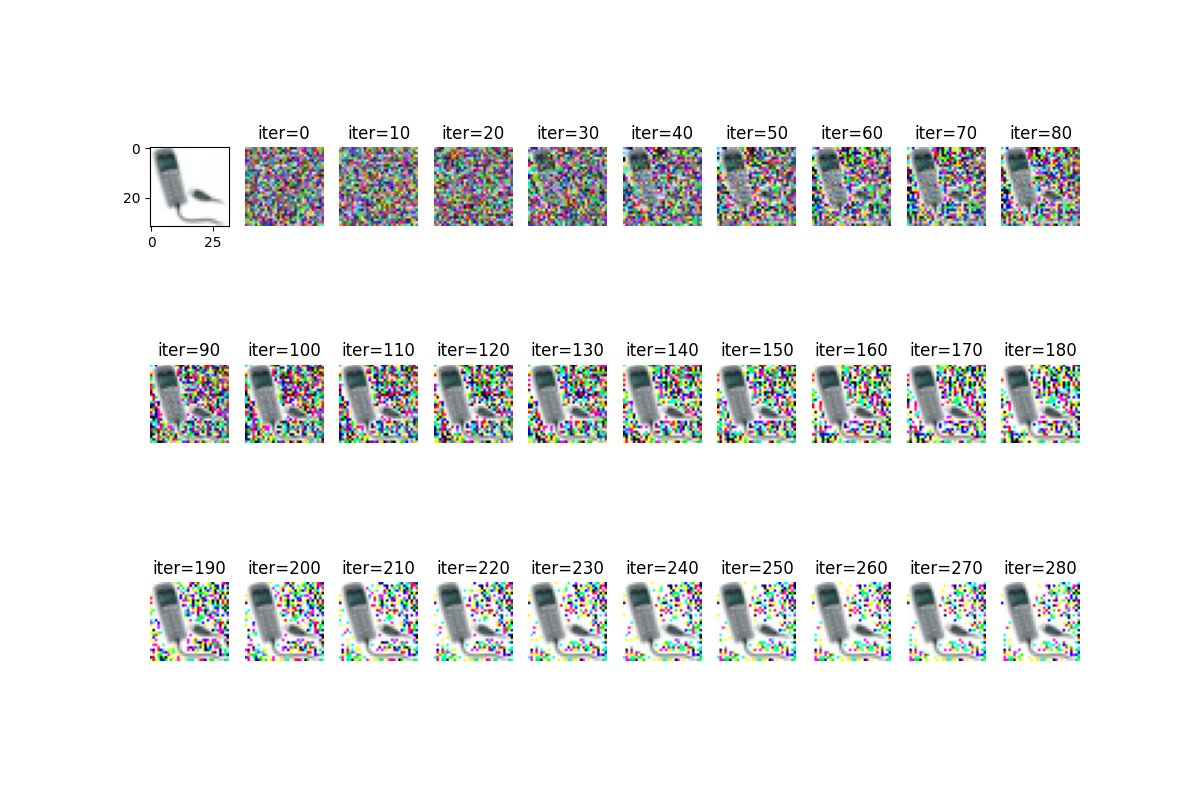 iter=0 iter=10 iter=20 iter=30 iter=40 iter=50 iter=60 iter=70 iter=80
0
20
0 25
iter=90 iter=100 iter=110 iter=120 iter=130 iter=140 iter=150 iter=160 iter=170 iter=180
iter=190 iter=200 iter=210 iter=220 iter=230 iter=240 iter=250 iter=260 iter=270 iter=280